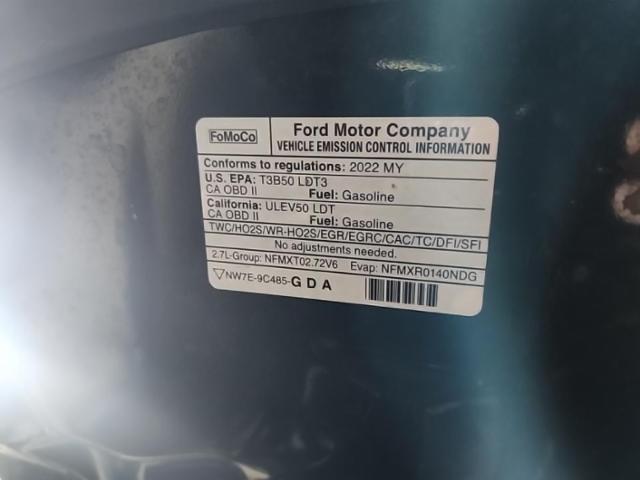 FoMoCo
Ford Motor Company
VEHICLE EMISSION CONTROL INFORMATION
Conforms to regulations: 2022 MY
U.S. EPA: T3B50 LDT3
CA OBD II Fuel: Gasoline
California: ULEV50 LDT
CA OBD II Fuel: Gasoline
TWC/HO2S/WR-HO2S/EGR/EGRC/CAC/TC/DFI/SFI
No adjustments needed.
2.7L-Group: NFMXT02.72V6 Evap: NFMXR0140NDG
NW7E-9C485-GDA